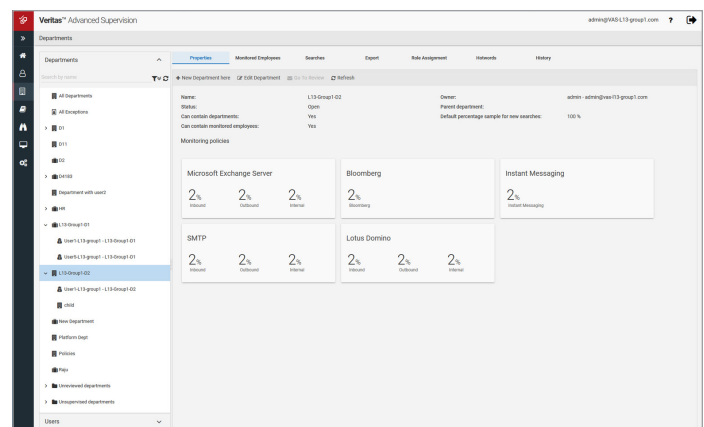 Veritas™ Advanced Supervision
admin@VAS-L13-group1.com ?
Departments
Departments
Search by name
All Departments
All Exceptions
D1
D11
D2
D4183
Department with user2
HR
L13-Group1-D1
User1-L13-group1 - L13-Group1-D1
User5-L13-group1 - L13-Group1-D1
L13-Group1-D2
User1-L13-group1 - L13-Group1-D2
child
New Department
Platform Dept
Policies
Raju
Unreviewed departments
Unsupervised departments
Users
Properties Monitored Employees Searches Export Role Assignment Hotwords History
New Department here Edit Department Go To Review Refresh
Name: L13-Group1-D2 Owner: admin - admin@vas-l13-group1.com
Status: Open Parent department:
Can contain departments: Yes Default percentage sample for new searches: 100 %
Can contain monitored employess: Yes
Monitoring policies
Microsoft Exchange Server
2% 2% 2%
Inbound Outbound Internal
Bloomberg
2%
Bloomberg
Instant Messaging
2%
Instant Messaging
SMTP
2% 2% 2%
Inbound Outbound Internal
Lotus Domino
2% 2% 2%
Inbound Outbound Internal